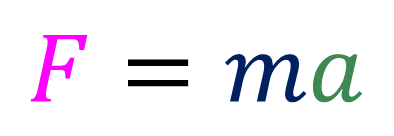 F = ma